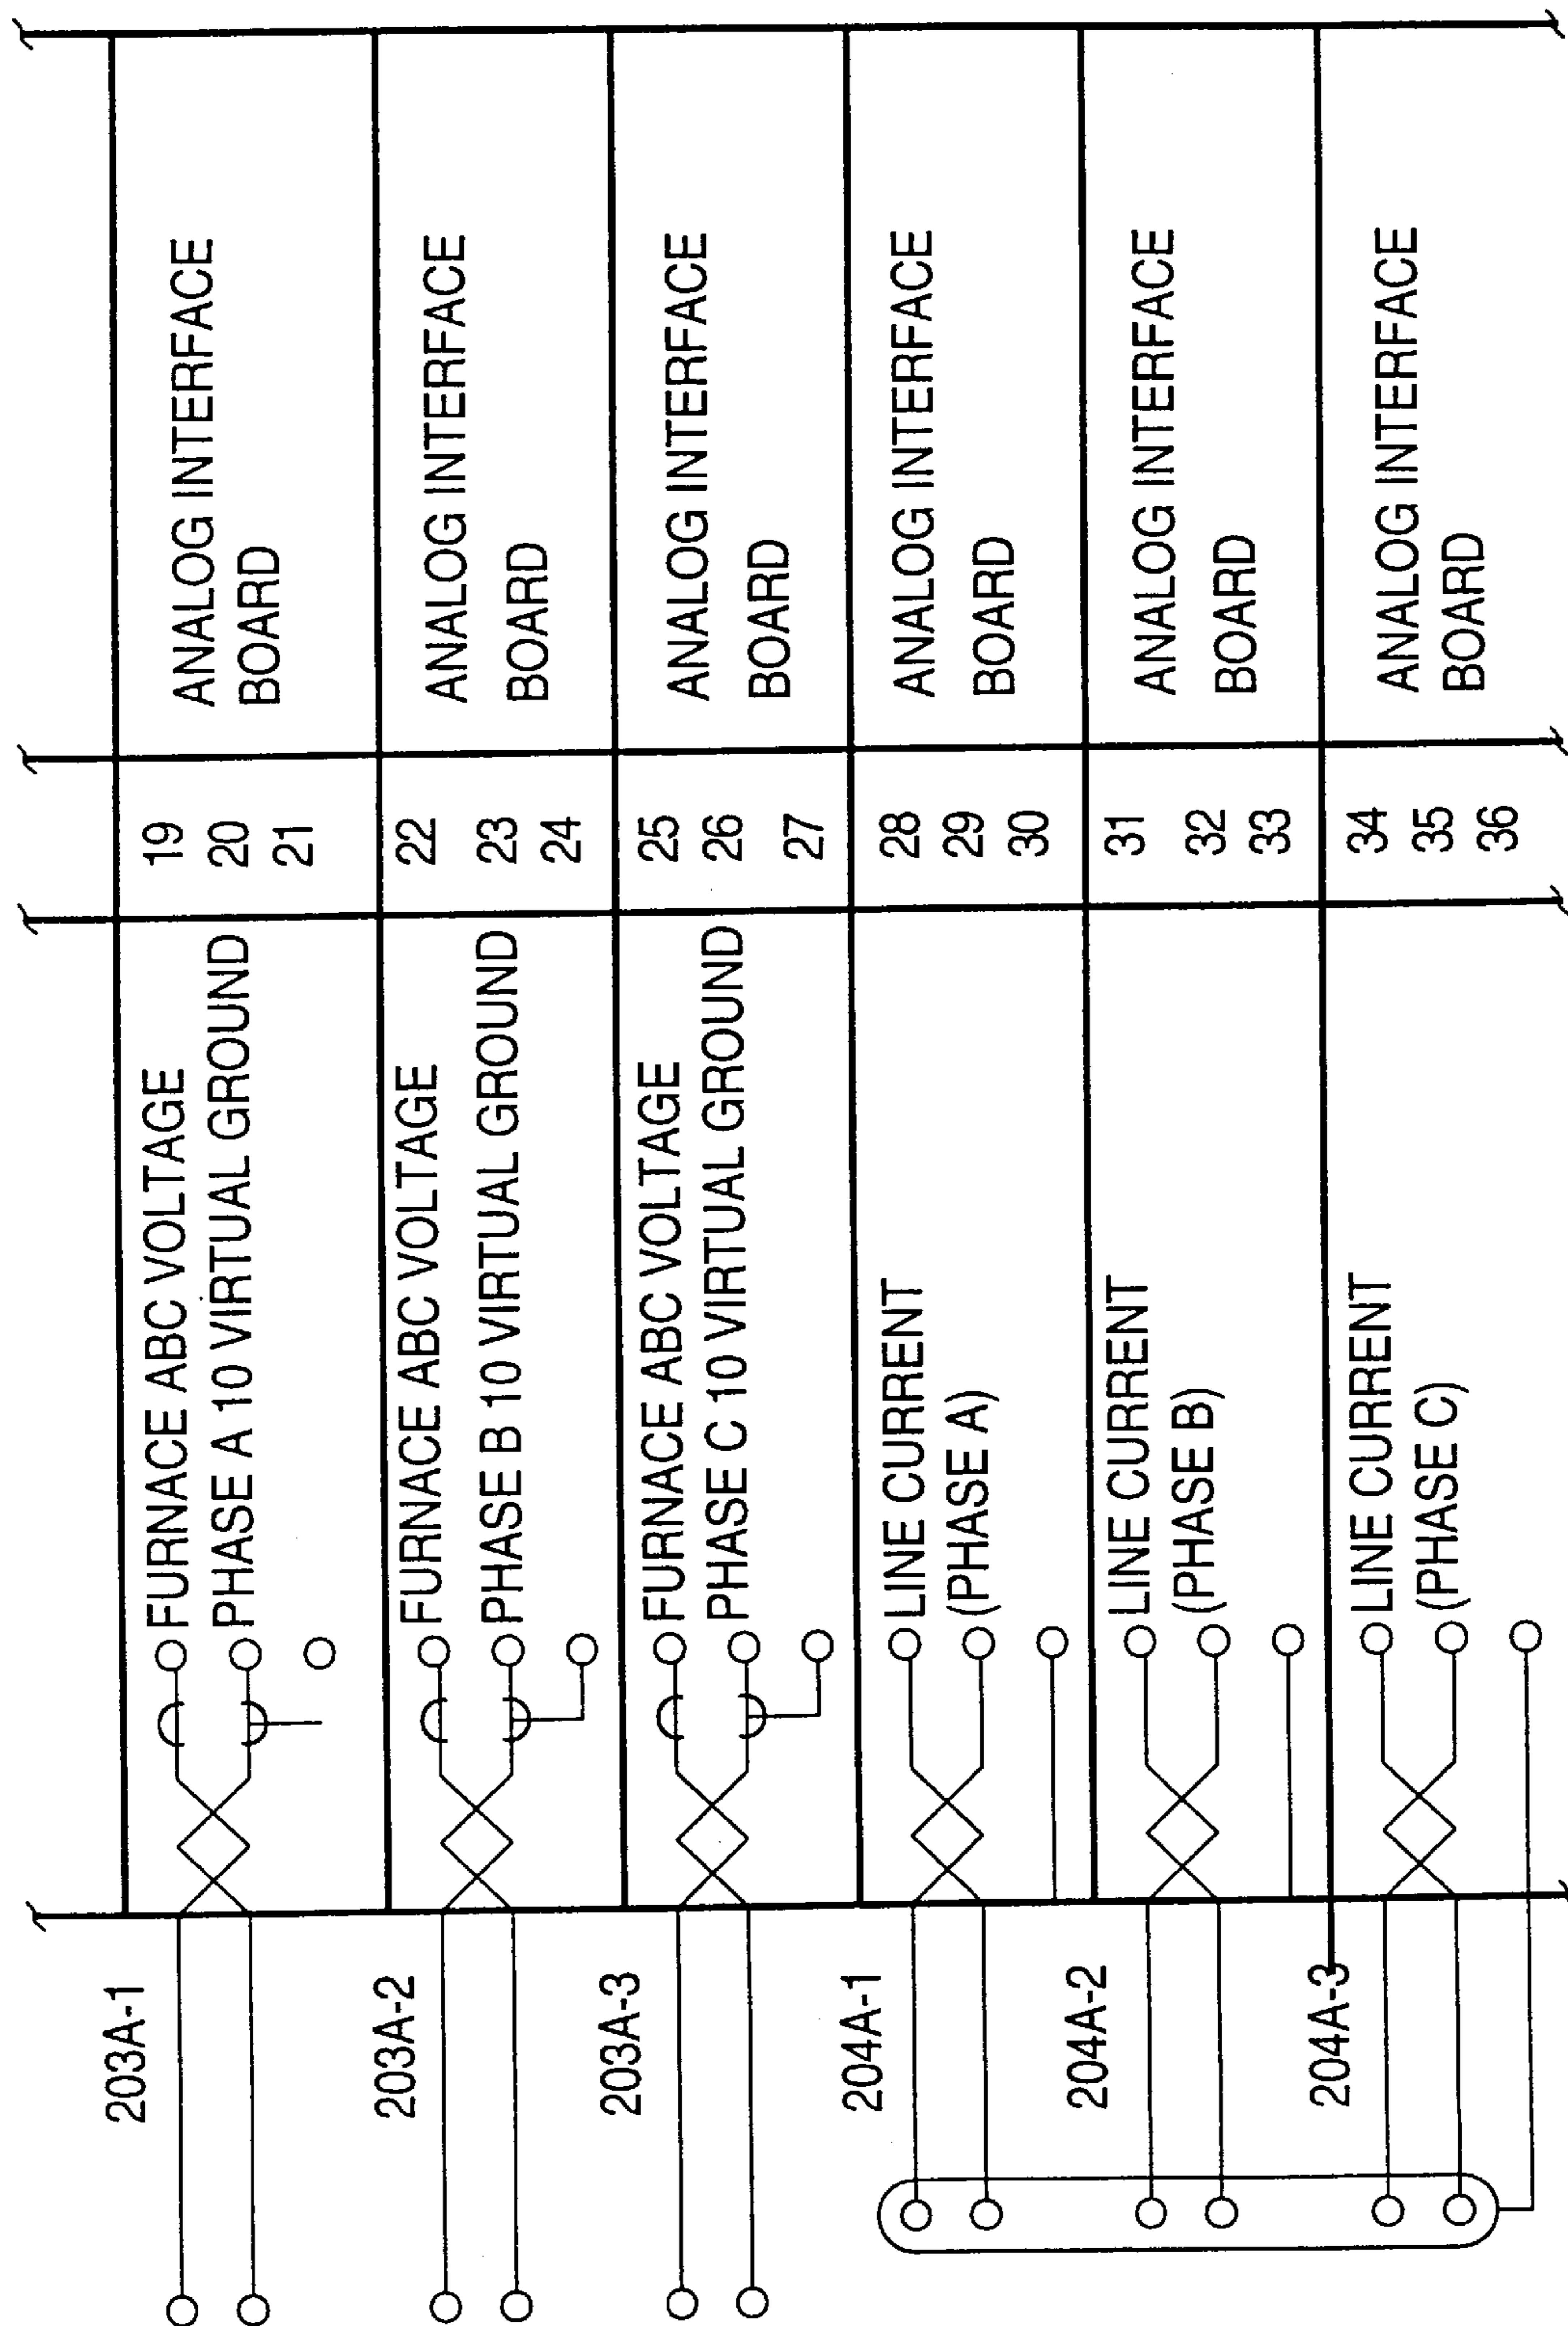 203A-1
FURNACE ABC VOLTAGE
PHASE A 10 VIRTUAL GROUND
19
20
21
ANALOG INTERFACE
BOARD
203A-2
FURNACE ABC VOLTAGE
PHASE B 10 VIRTUAL GROUND
22
23
24
ANALOG INTERFACE
BOARD
203A-3
FURNACE ABC VOLTAGE
PHASE C 10 VIRTUAL GROUND
25
26
27
ANALOG INTERFACE
BOARD
204A-1
LINE CURRENT
(PHASE A)
28
29
30
ANALOG INTERFACE
BOARD
204A-2
LINE CURRENT
(PHASE B)
31
32
33
ANALOG INTERFACE
BOARD
204A-3
LINE CURRENT
(PHASE C)
34
35
36
ANALOG INTERFACE
BOARD